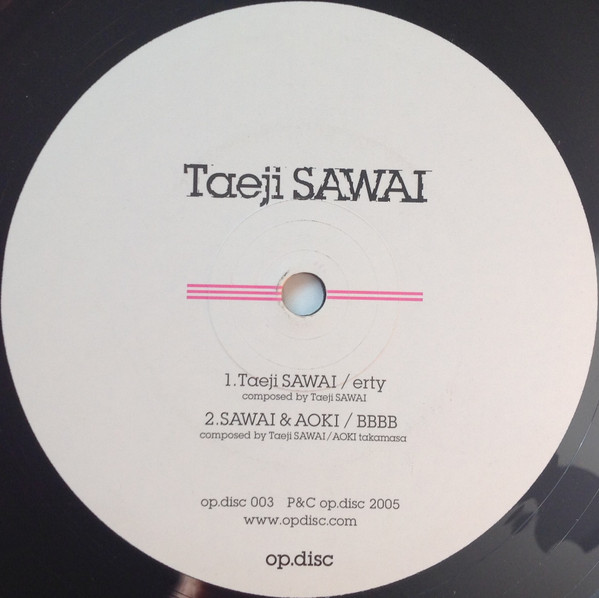 Taeji SAWAI
1.Taeji SAWAI / erty
composed by Taeji SAWAI
2.SAWAI & AOKI / BBBB
composed by Taeji SAWAI/AOKI takamasa
op.disc 003 P&C op.disc 2005
www.opdisc.com
op.disc